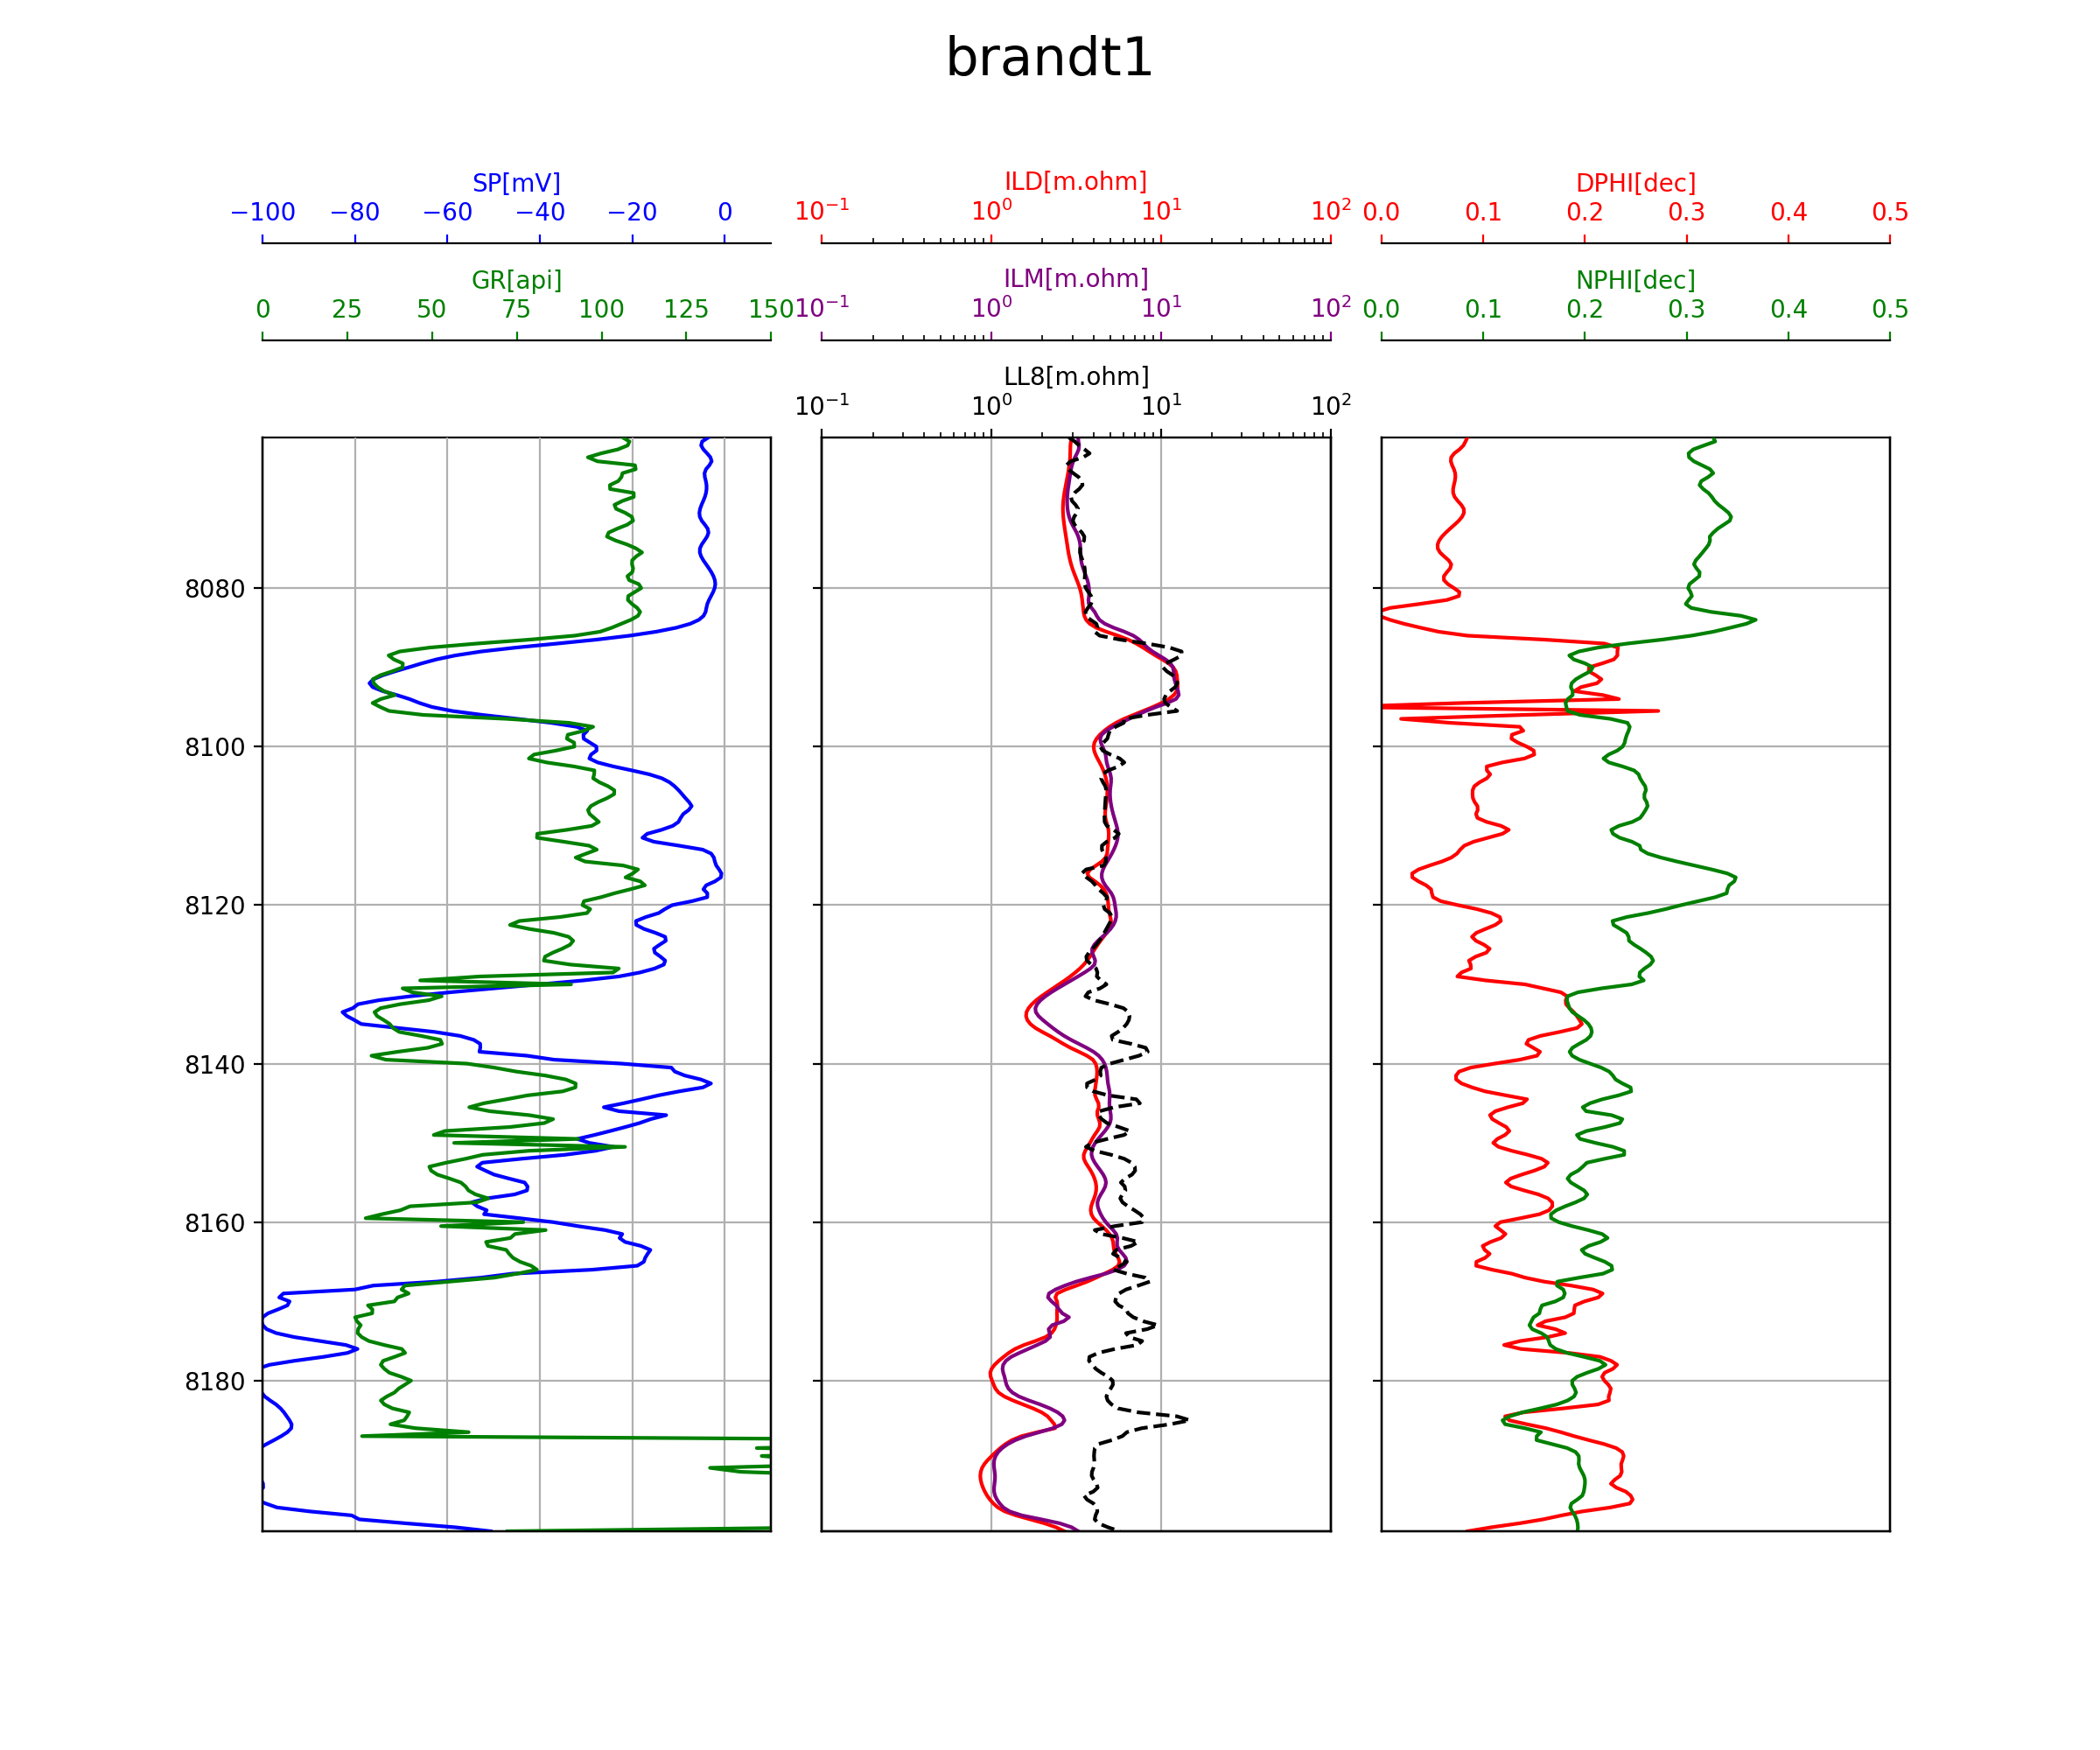 brandt1
SP[mV] ILD[m.ohm] DPHI[dec]
−100 −80 −60 −40 −20 0 10⁻¹ 10⁰ 10¹ 10² 0.0 0.1 0.2 0.3 0.4 0.5
GR[api] ILM[m.ohm] NPHI[dec]
0 25 50 75 100 125 150 10⁻¹ 10⁰ 10¹ 10² 0.0 0.1 0.2 0.3 0.4 0.5
LL8[m.ohm]
10⁻¹ 10⁰ 10¹ 10²
8080
8100
8120
8140
8160
8180